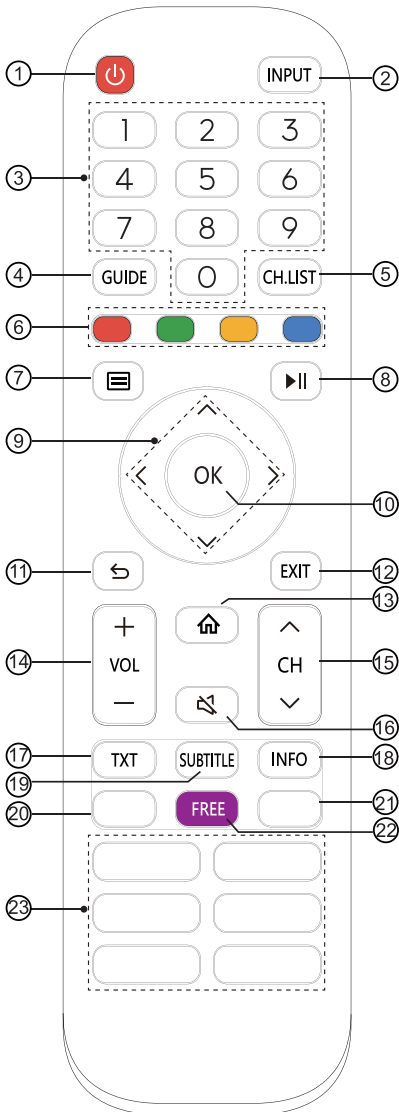 ① INPUT ②
1 2 3
③ 4 5 6
7 8 9
④ GUIDE 0 CH.LIST ⑤
⑥
⑦ ⑧
⑨
OK
⑩
⑪ EXIT ⑫
⑬
+
⑭ VOL CH ⑮
−
⑯
⑰ TXT SUBTITLE INFO ⑱
⑲
⑳ FREE ㉑
㉒
㉓